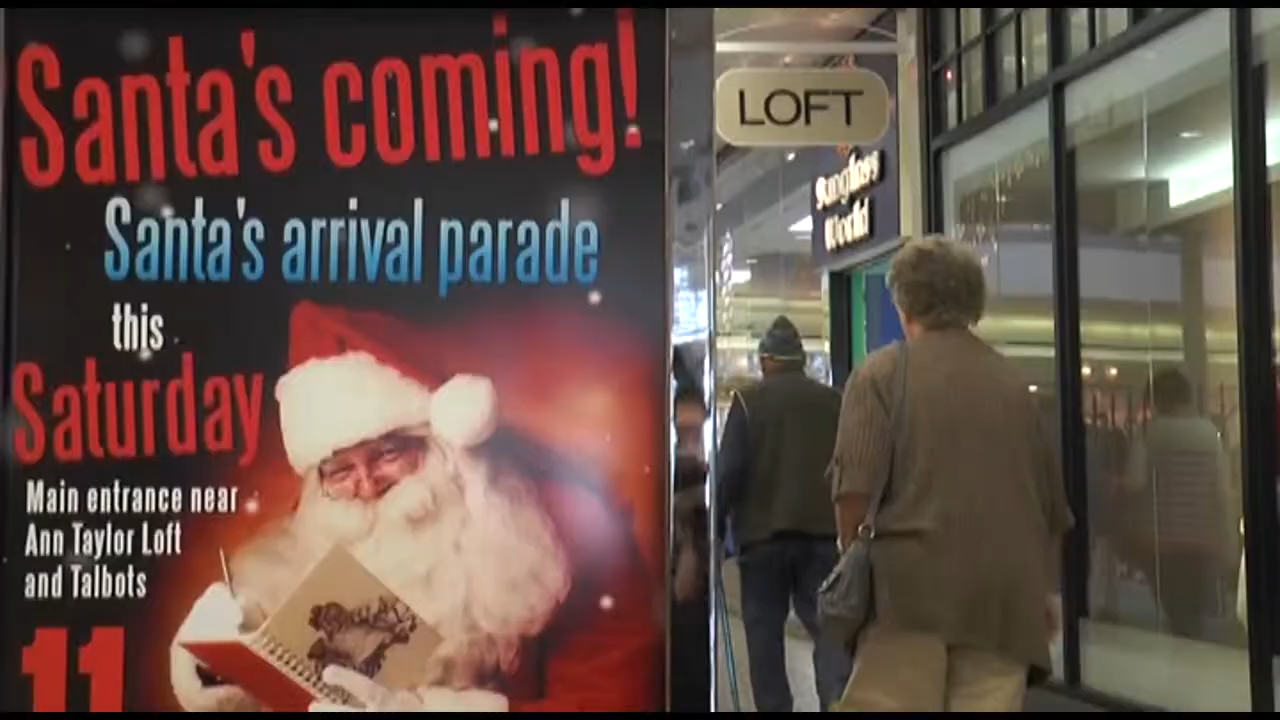 Santa's coming!
Santa's arrival parade
this
Saturday
Main entrance near
Ann Taylor Loft
and Talbots
11
LOFT
Sunglass
World